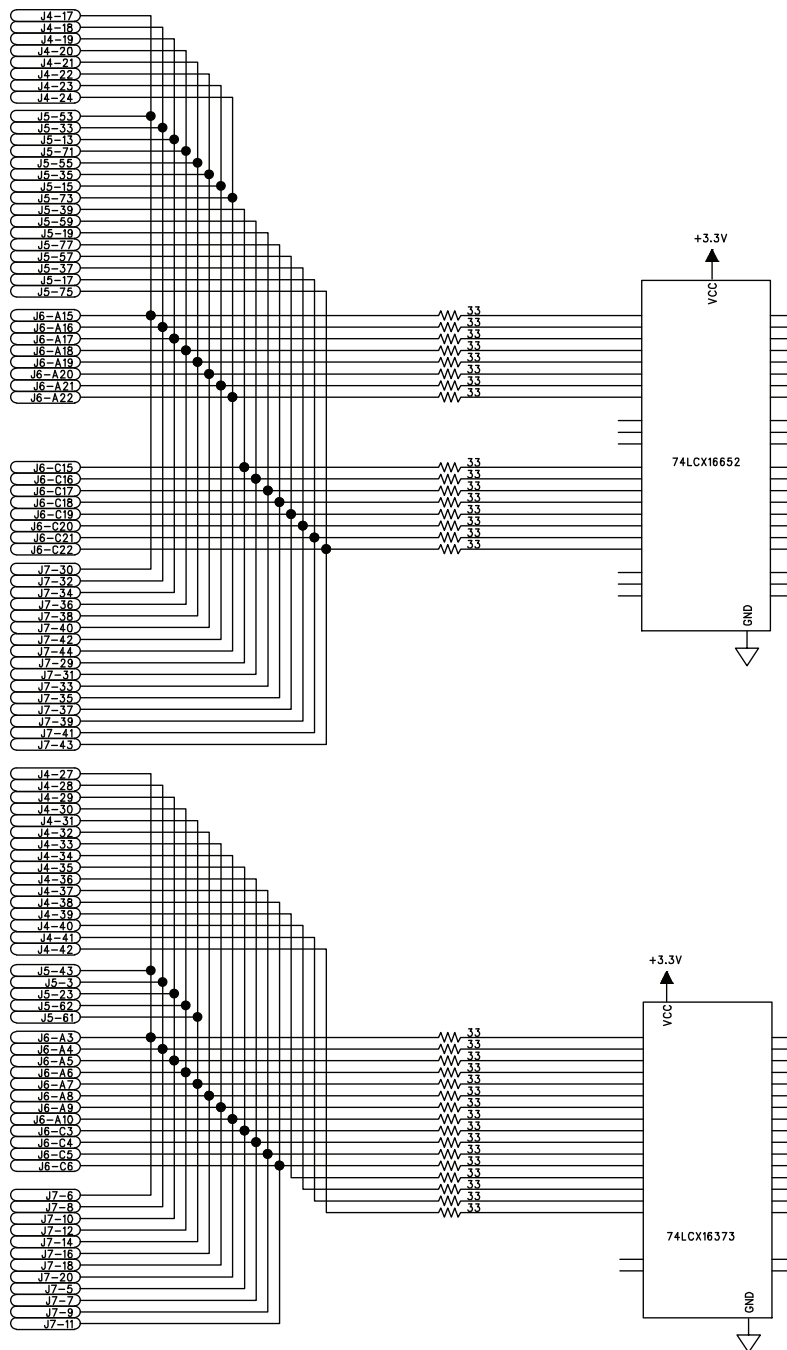 J4-17
J4-18
J4-19
J4-20
J4-21
J4-22
J4-23
J4-24
J5-53
J5-33
J5-13
J5-71
J5-55
J5-35
J5-15
J5-73
J5-39
J5-59
J5-19
J5-77
J5-57
J5-37
J5-17
J5-75
+3.3V
VCC
J6-A15 33
J6-A16 33
J6-A17 33
J6-A18 33
J6-A19 33
J6-A20 33
J6-A21 33
J6-A22 33
74LCX16652
J6-C15 33
J6-C16 33
J6-C17 33
J6-C18 33
J6-C19 33
J6-C20 33
J6-C21 33
J6-C22 33
GND
J7-30
J7-32
J7-34
J7-36
J7-38
J7-40
J7-42
J7-44
J7-29
J7-31
J7-33
J7-35
J7-37
J7-39
J7-41
J7-43
J4-27
J4-28
J4-29
J4-30
J4-31
J4-32
J4-33
J4-34
J4-35
J4-36
J4-37
J4-38
J4-39
J4-40
J4-41
J4-42
+3.3V
VCC
J5-43
J5-3
J5-23
J5-62
J5-61
J6-A3 33
J6-A4 33
J6-A5 33
J6-A6 33
J6-A7 33
J6-A8 33
J6-A9 33
J6-A10 33
J6-C3 33
J6-C4 33
J6-C5 33
J6-C6 33
33
33
33
33
74LCX16373
GND
J7-6
J7-8
J7-10
J7-12
J7-14
J7-16
J7-18
J7-20
J7-5
J7-7
J7-9
J7-11